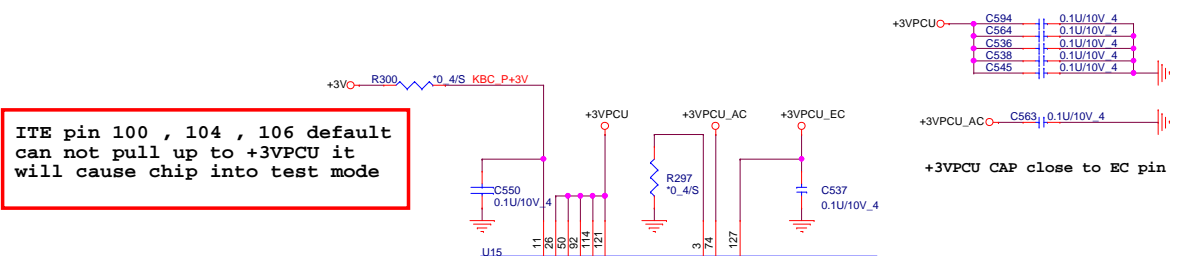 +3VPCU
C594 0.1U/10V_4
C564 0.1U/10V_4
C536 0.1U/10V_4
C538 0.1U/10V_4
C545 0.1U/10V_4
+3V R300 *0_4/S KBC_P+3V
ITE pin 100 , 104 , 106 default
can not pull up to +3VPCU it
will cause chip into test mode
+3VPCU +3VPCU_AC +3VPCU_EC
+3VPCU_AC C563 0.1U/10V_4
+3VPCU CAP close to EC pin
C550
0.1U/10V_4
R297
*0_4/S
C537
0.1U/10V_4
11 26 50 92 114 121 3 74 127
U15